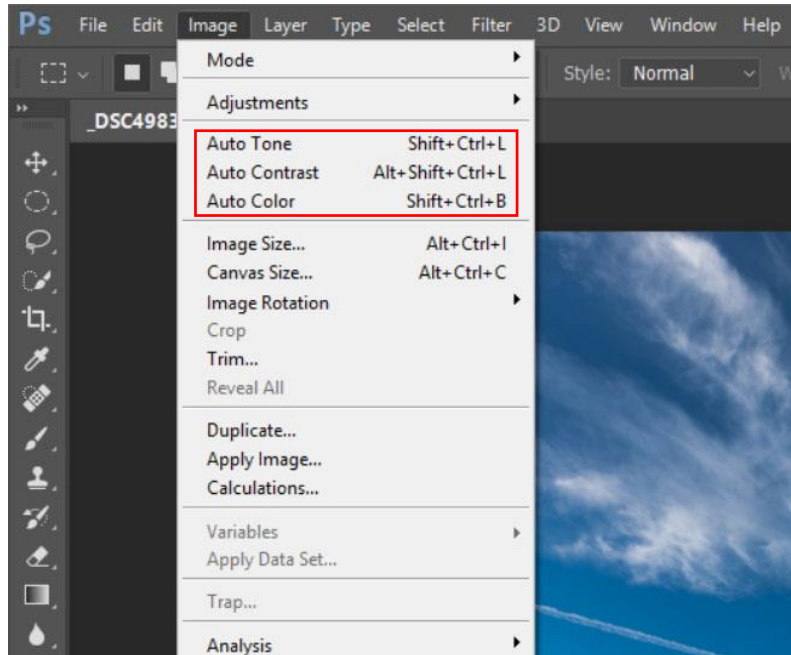 Ps File Edit Image Layer Type Select Filter 3D View Window Help
Mode
Style: Normal
Adjustments
_DSC4983
Auto Tone Shift+Ctrl+L
Auto Contrast Alt+Shift+Ctrl+L
Auto Color Shift+Ctrl+B
Image Size... Alt+Ctrl+I
Canvas Size... Alt+Ctrl+C
Image Rotation
Crop
Trim...
Reveal All
Duplicate...
Apply Image...
Calculations...
Variables
Apply Data Set...
Trap...
Analysis